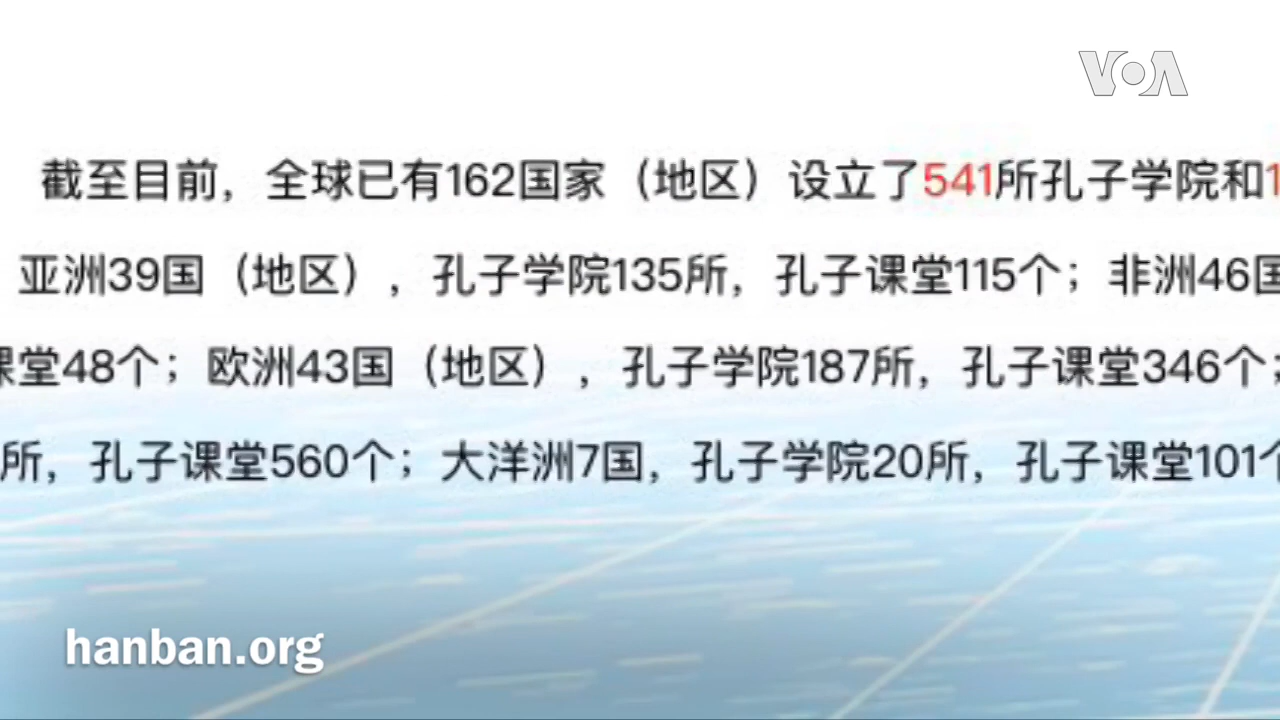 VOA
截至目前，全球已有162国家（地区）设立了541所孔子学院和1
亚洲39国（地区），孔子学院135所，孔子课堂115个；非洲46国
课堂48个；欧洲43国（地区），孔子学院187所，孔子课堂346个；
所，孔子课堂560个；大洋洲7国，孔子学院20所，孔子课堂101个
hanban.org